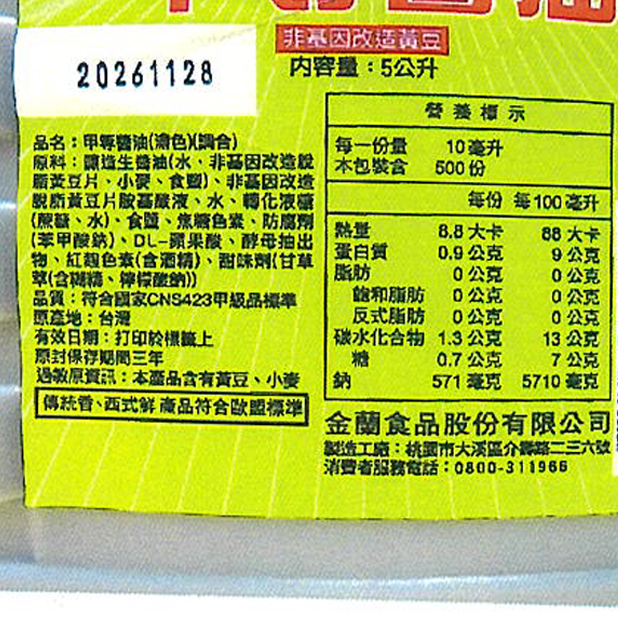 非基因改造黃豆
20261128
內容量：5公升
品名：甲等醬油(濃色)(調合)
原料：釀造生醬油(水、非基因改造脫
脂黃豆片、小麥、食鹽)、非基因改造
脫脂黃豆片胺基酸液、水、轉化液糖
(蔗糖、水)、食鹽、焦糖色素、防腐劑
(苯甲酸鈉)、DL-蘋果酸、酵母抽出
物、紅麴色素(含酒精)、甜味劑(甘草
萃(含糊精、檸檬酸鈉))
品質：符合國家CNS423甲級品標準
原產地：台灣
有效日期：打印於標籤上
原封保存期間三年
過敏原資訊：本產品含有黃豆、小麥
傳統香、西式鮮 產品符合歐盟標準
營養標示
每一份量 10毫升
本包裝含 500份
每份 每100毫升
熱量 8.8大卡 88大卡
蛋白質 0.9公克 9公克
脂肪 0公克 0公克
飽和脂肪 0公克 0公克
反式脂肪 0公克 0公克
碳水化合物 1.3公克 13公克
糖 0.7公克 7公克
鈉 571毫克 5710毫克
金蘭食品股份有限公司
製造工廠：桃園市大溪區介壽路二三六號
消費者服務電話：0800-311966